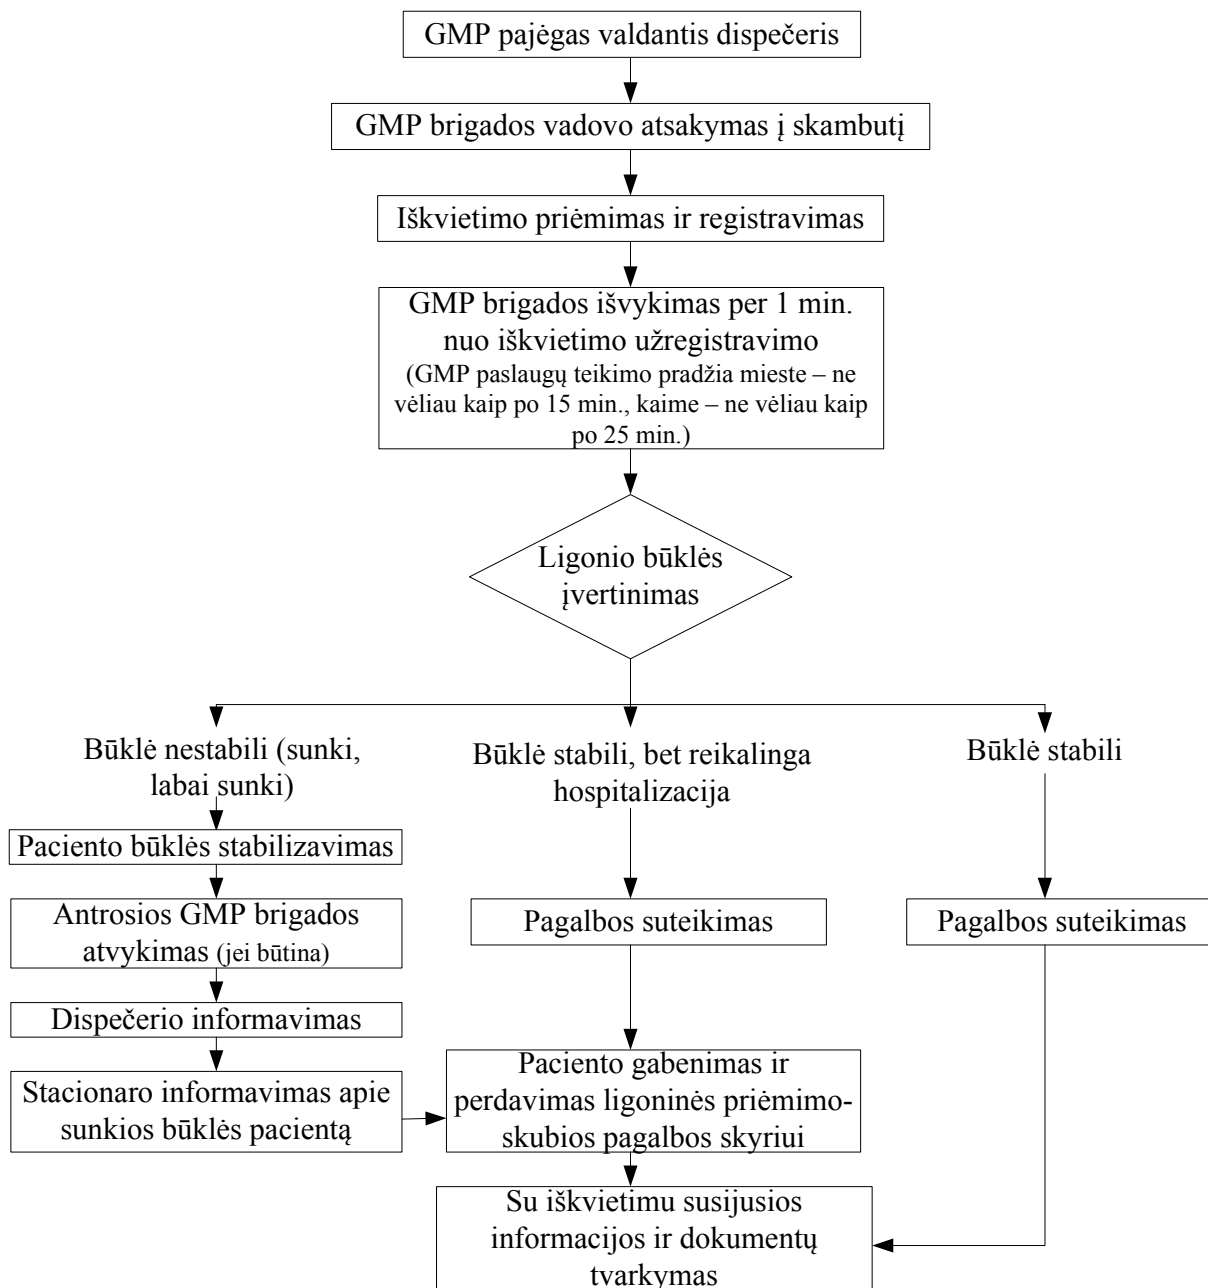 GMP pajėgas valdantis dispečeris
GMP brigados vadovo atsakymas į skambutį
Iškvietimo priėmimas ir registravimas
GMP brigados išvykimas per 1 min.
nuo iškvietimo užregistravimo
(GMP paslaugų teikimo pradžia mieste – ne
vėliau kaip po 15 min., kaime – ne vėliau kaip
po 25 min.)
Ligonio būklės
įvertinimas
Būklė nestabili (sunki,
labai sunki)
Paciento būklės stabilizavimas
Antrosios GMP brigados
atvykimas (jei būtina)
Dispečerio informavimas
Stacionaro informavimas apie
sunkios būklės pacientą
Būklė stabili, bet reikalinga
hospitalizacija
Pagalbos suteikimas
Paciento gabenimas ir
perdavimas ligoninės priėmimo-
skubios pagalbos skyriui
Būklė stabili
Pagalbos suteikimas
Su iškvietimu susijusios
informacijos ir dokumentų
tvarkymas